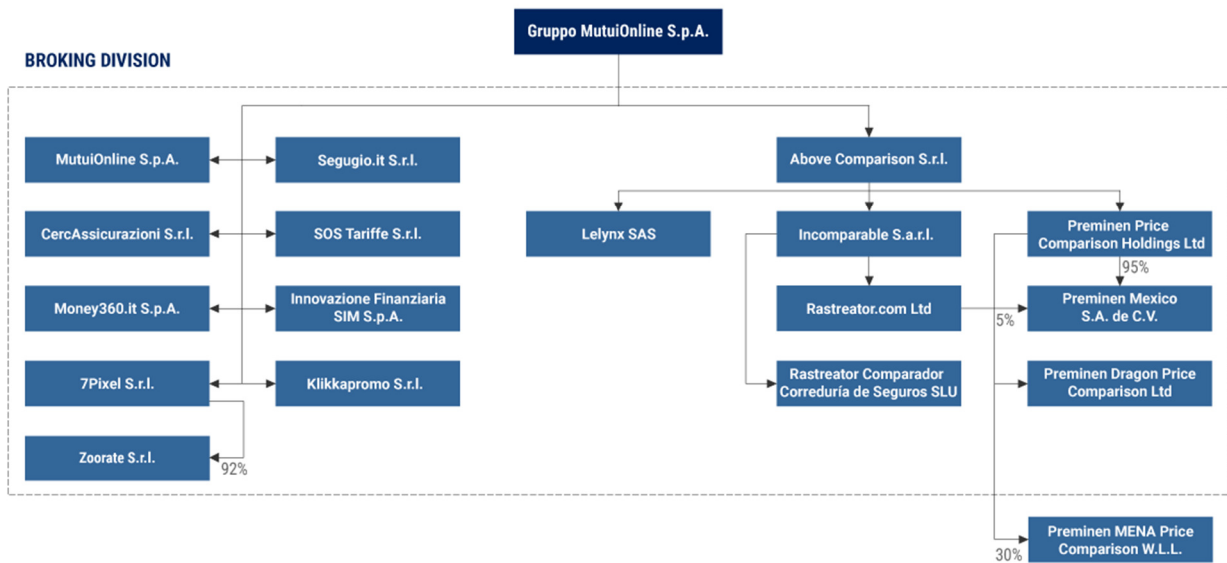 Gruppo MutuiOnline S.p.A.
BROKING DIVISION
MutuiOnline S.p.A.
Segugio.it S.r.l.
Above Comparison S.r.l.
CercAssicurazioni S.r.l.
SOS Tariffe S.r.l.
Lelynx SAS
Incomparable S.a.r.l.
Preminen Price
Comparison Holdings Ltd
95%
Money360.it S.p.A.
Innovazione Finanziaria
SIM S.p.A.
Rastreator.com Ltd
5%
Preminen Mexico
S.A. de C.V.
7Pixel S.r.l.
Klikkapromo S.r.l.
Rastreator Comparador
Correduría de Seguros SLU
Preminen Dragon Price
Comparison Ltd
Zoorate S.r.l.
92%
Preminen MENA Price
Comparison W.L.L.
30%